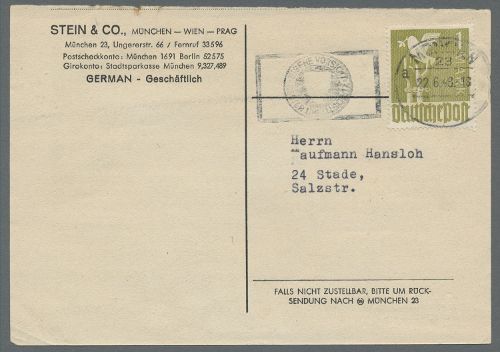 STEIN & CO., MÜNCHEN — WIEN — PRAG
München 23, Ungererstr. 66 / Fernruf 33596
Postscheckkonto: München 1691 Berlin 52575
Girokonto: Stadtsparkasse München 9,327,489
GERMAN - Geschäftlich
Deutsche Post
Herrn
Kaufmann Hansloh
24 Stade,
Salzstr.
FALLS NICHT ZUSTELLBAR, BITTE UM RÜCK-
SENDUNG NACH MÜNCHEN 23